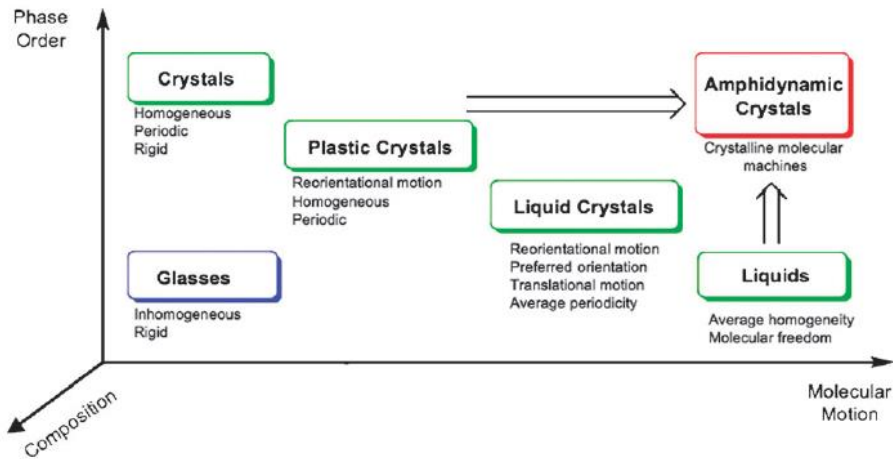 Phase
Order
Crystals
Homogeneous
Periodic
Rigid
Plastic Crystals
Reorientational motion
Homogeneous
Periodic
Amphidynamic
Crystals
Crystalline molecular
machines
Liquid Crystals
Reorientational motion
Preferred orientation
Translational motion
Average periodicity
Glasses
Inhomogeneous
Rigid
Liquids
Average homogeneity
Molecular freedom
Composition
Molecular
Motion